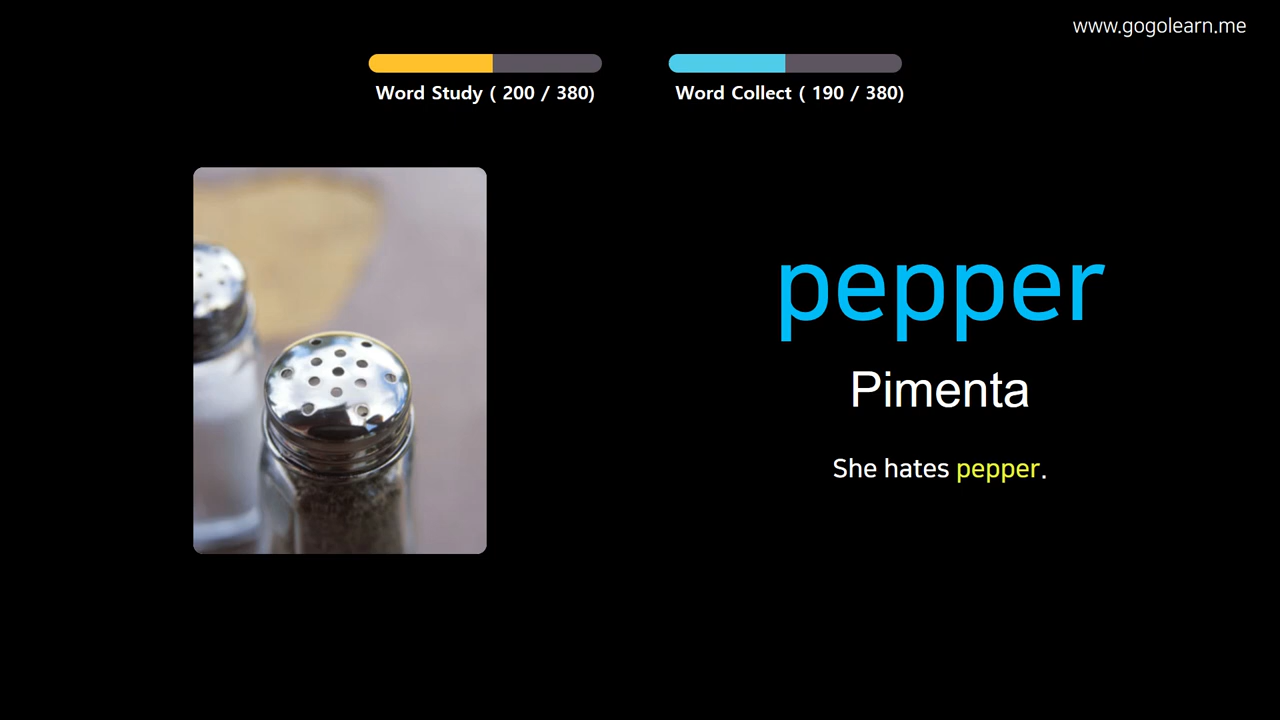 www.gogolearn.me
Word Study ( 200 / 380)
Word Collect ( 190 / 380)
pepper
Pimenta
She hates pepper.